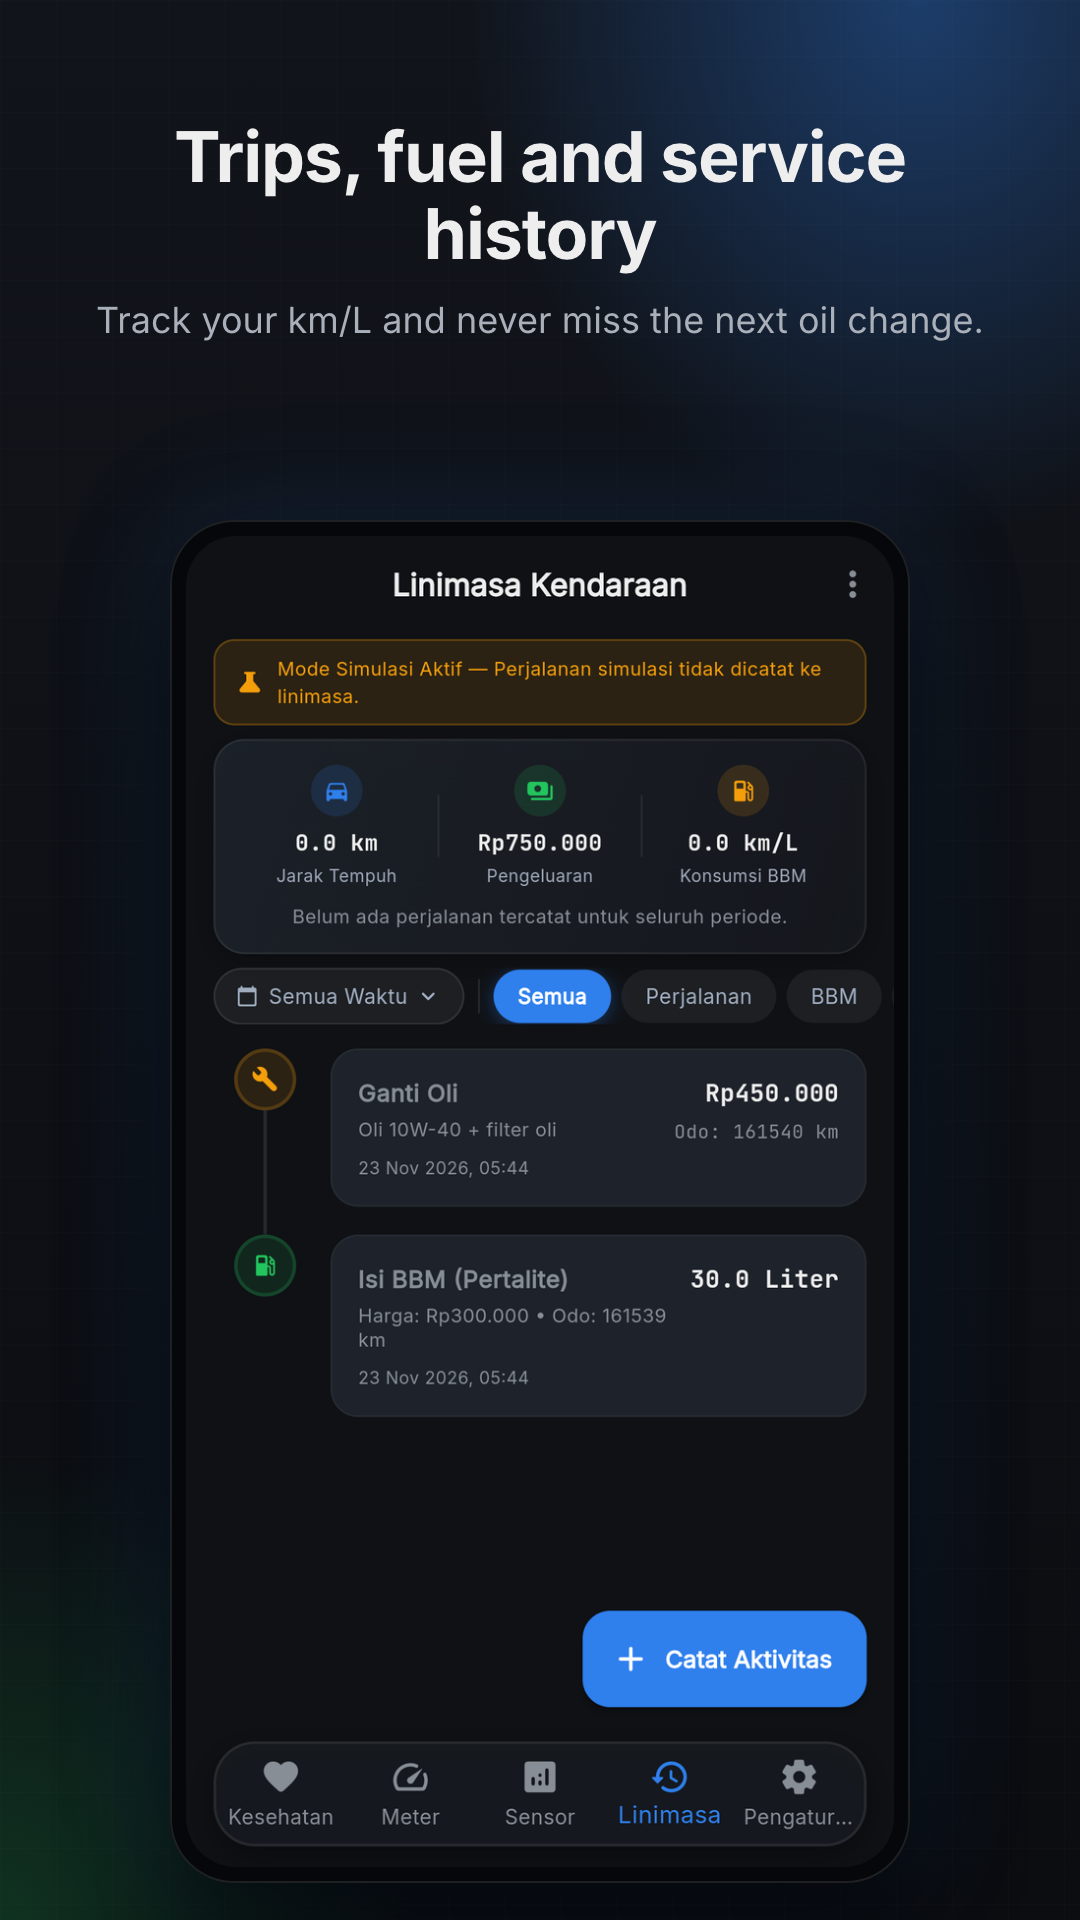 Trips, fuel and service
history
Track your km/L and never miss the next oil change.
Linimasa Kendaraan
Mode Simulasi Aktif — Perjalanan simulasi tidak dicatat ke
linimasa.
0.0 km
Rp750.000
0.0 km/L
Jarak Tempuh
Pengeluaran
Konsumsi BBM
Belum ada perjalanan tercatat untuk seluruh periode.
Semua Waktu
Semua
Perjalanan
BBM
Ganti Oli
Rp450.000
Oli 10W-40 + filter oli
Odo: 161540 km
23 Nov 2026, 05:44
Isi BBM (Pertalite)
30.0 Liter
Harga: Rp300.000 • Odo: 161539
km
23 Nov 2026, 05:44
Catat Aktivitas
Kesehatan
Meter
Sensor
Linimasa
Pengatur...